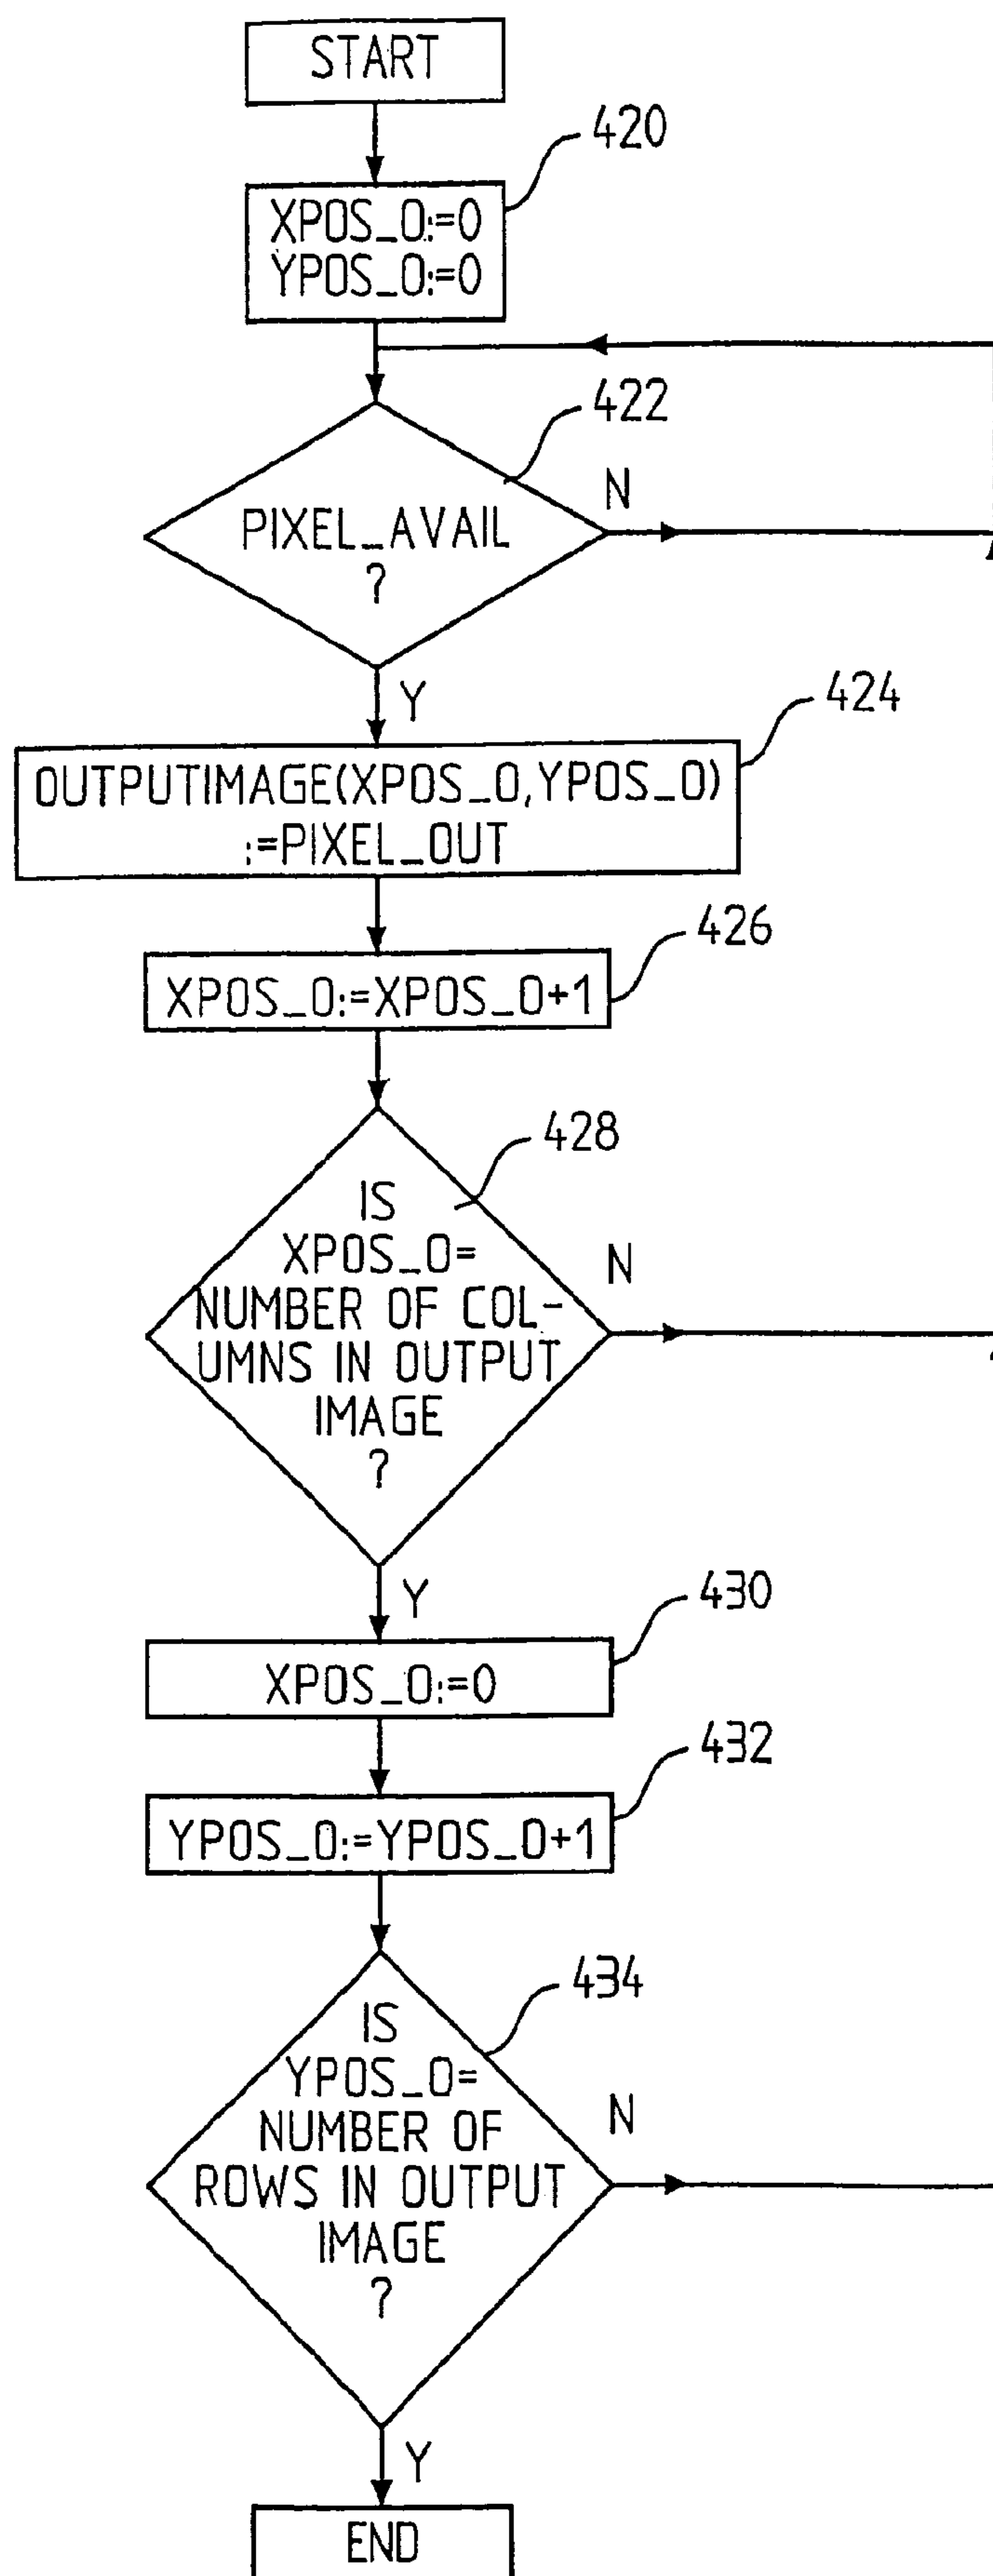 START
420
XPOS_O:=0
YPOS_O:=0
422
N
PIXEL_AVAIL
?
Y
424
OUTPUTIMAGE(XPOS_O,YPOS_O)
:=PIXEL_OUT
426
XPOS_O:=XPOS_O+1
428
IS
XPOS_O=
N
NUMBER OF COL-
UMNS IN OUTPUT
IMAGE
?
Y
430
XPOS_O:=0
432
YPOS_O:=YPOS_O+1
434
IS
YPOS_O=
N
NUMBER OF
ROWS IN OUTPUT
IMAGE
?
Y
END